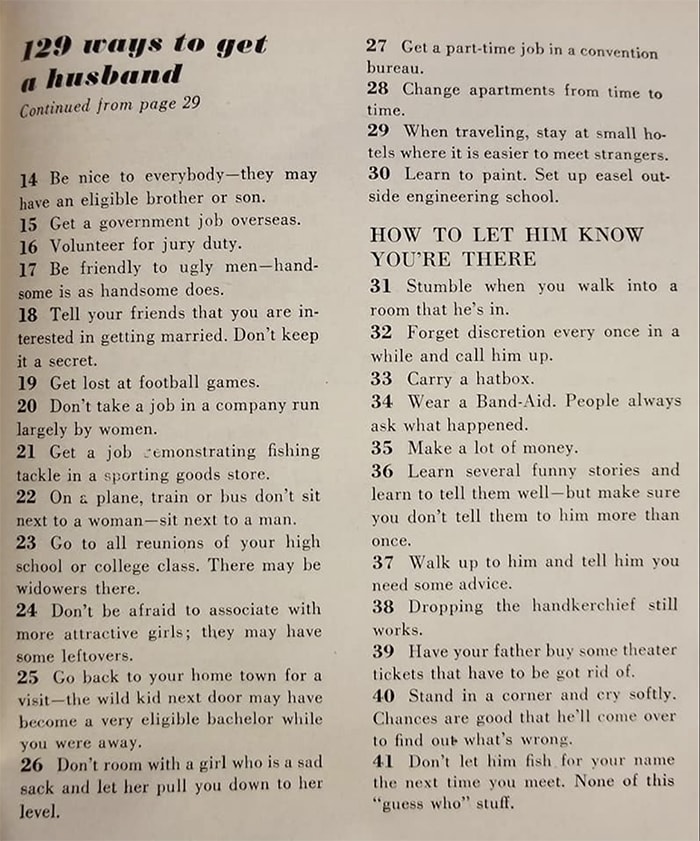 129 ways to get
a husband
Continued from page 29
14 Be nice to everybody—they may
have an eligible brother or son.
15 Get a government job overseas.
16 Volunteer for jury duty.
17 Be friendly to ugly men—hand-
some is as handsome does.
18 Tell your friends that you are in-
terested in getting married. Don't keep
it a secret.
19 Get lost at football games.
20 Don't take a job in a company run
largely by women.
21 Get a job demonstrating fishing
tackle in a sporting goods store.
22 On a plane, train or bus don't sit
next to a woman—sit next to a man.
23 Go to all reunions of your high
school or college class. There may be
widowers there.
24 Don't be afraid to associate with
more attractive girls; they may have
some leftovers.
25 Go back to your home town for a
visit—the wild kid next door may have
become a very eligible bachelor while
you were away.
26 Don't room with a girl who is a sad
sack and let her pull you down to her
level.
27 Get a part-time job in a convention
bureau.
28 Change apartments from time to
time.
29 When traveling, stay at small ho-
tels where it is easier to meet strangers.
30 Learn to paint. Set up easel out-
side engineering school.
HOW TO LET HIM KNOW
YOU'RE THERE
31 Stumble when you walk into a
room that he's in.
32 Forget discretion every once in a
while and call him up.
33 Carry a hatbox.
34 Wear a Band-Aid. People always
ask what happened.
35 Make a lot of money.
36 Learn several funny stories and
learn to tell them well—but make sure
you don't tell them to him more than
once.
37 Walk up to him and tell him you
need some advice.
38 Dropping the handkerchief still
works.
39 Have your father buy some theater
tickets that have to be got rid of.
40 Stand in a corner and cry softly.
Chances are good that he'll come over
to find out what's wrong.
41 Don't let him fish for your name
the next time you meet. None of this
"guess who" stuff.